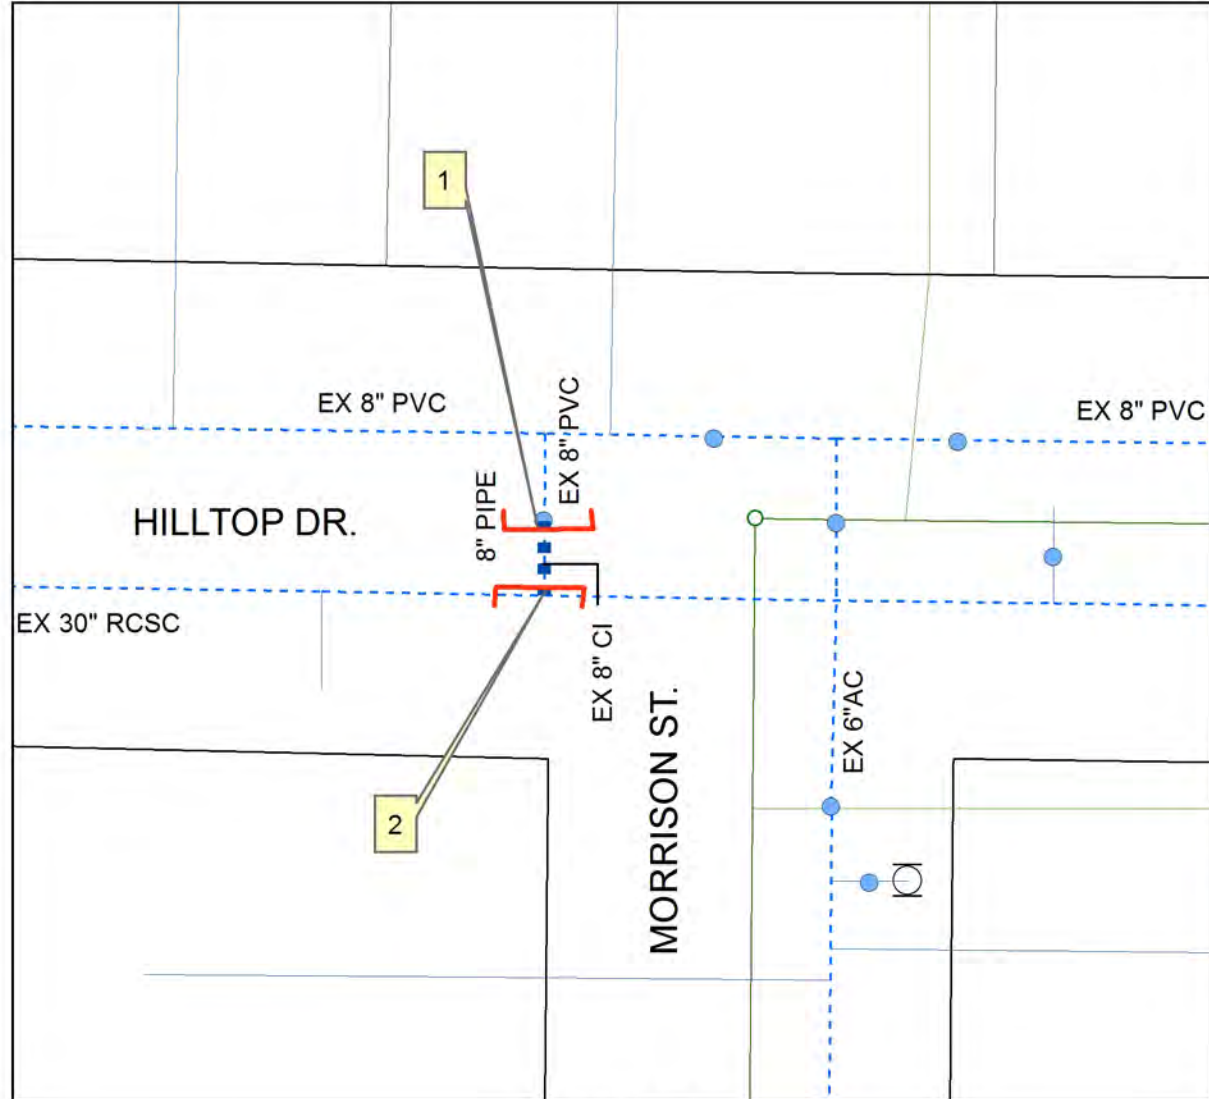 1
EX 8" PVC
EX 8" PVC
EX 8" PVC
8" PIPE
HILLTOP DR.
EX 30" RCSC
EX 8" CI
MORRISON ST.
EX 6"AC
2